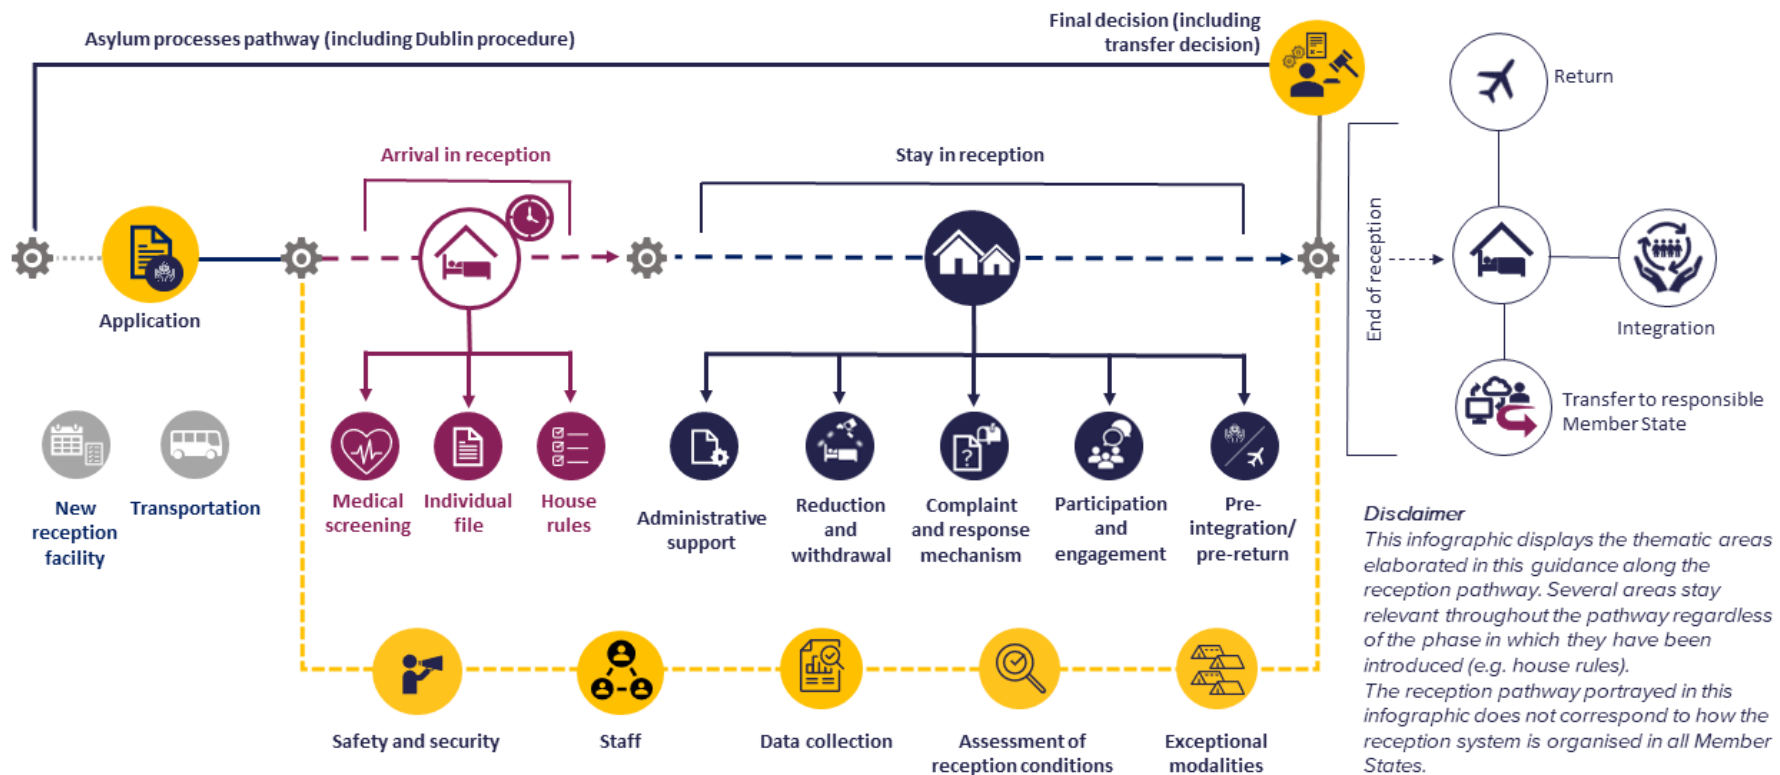 Asylum processes pathway (including Dublin procedure)
Final decision (including
transfer decision)
Return
Arrival in reception
Stay in reception
End of reception
Application
Integration
Transfer to responsible
Member State
New
reception
facility
Transportation
Medical
screening
Individual
file
House
rules
Administrative
support
Reduction
and
withdrawal
Complaint
and response
mechanism
?
Participation
and
engagement
Pre-
integration/
pre-return
Safety and security
Staff
Data collection
Assessment of
reception conditions
Exceptional
modalities
Disclaimer
This infographic displays the thematic areas
elaborated in this guidance along the
reception pathway. Several areas stay
relevant throughout the pathway regardless
of the phase in which they have been
introduced (e.g. house rules).
The reception pathway portrayed in this
infographic does not correspond to how the
reception system is organised in all Member
States.